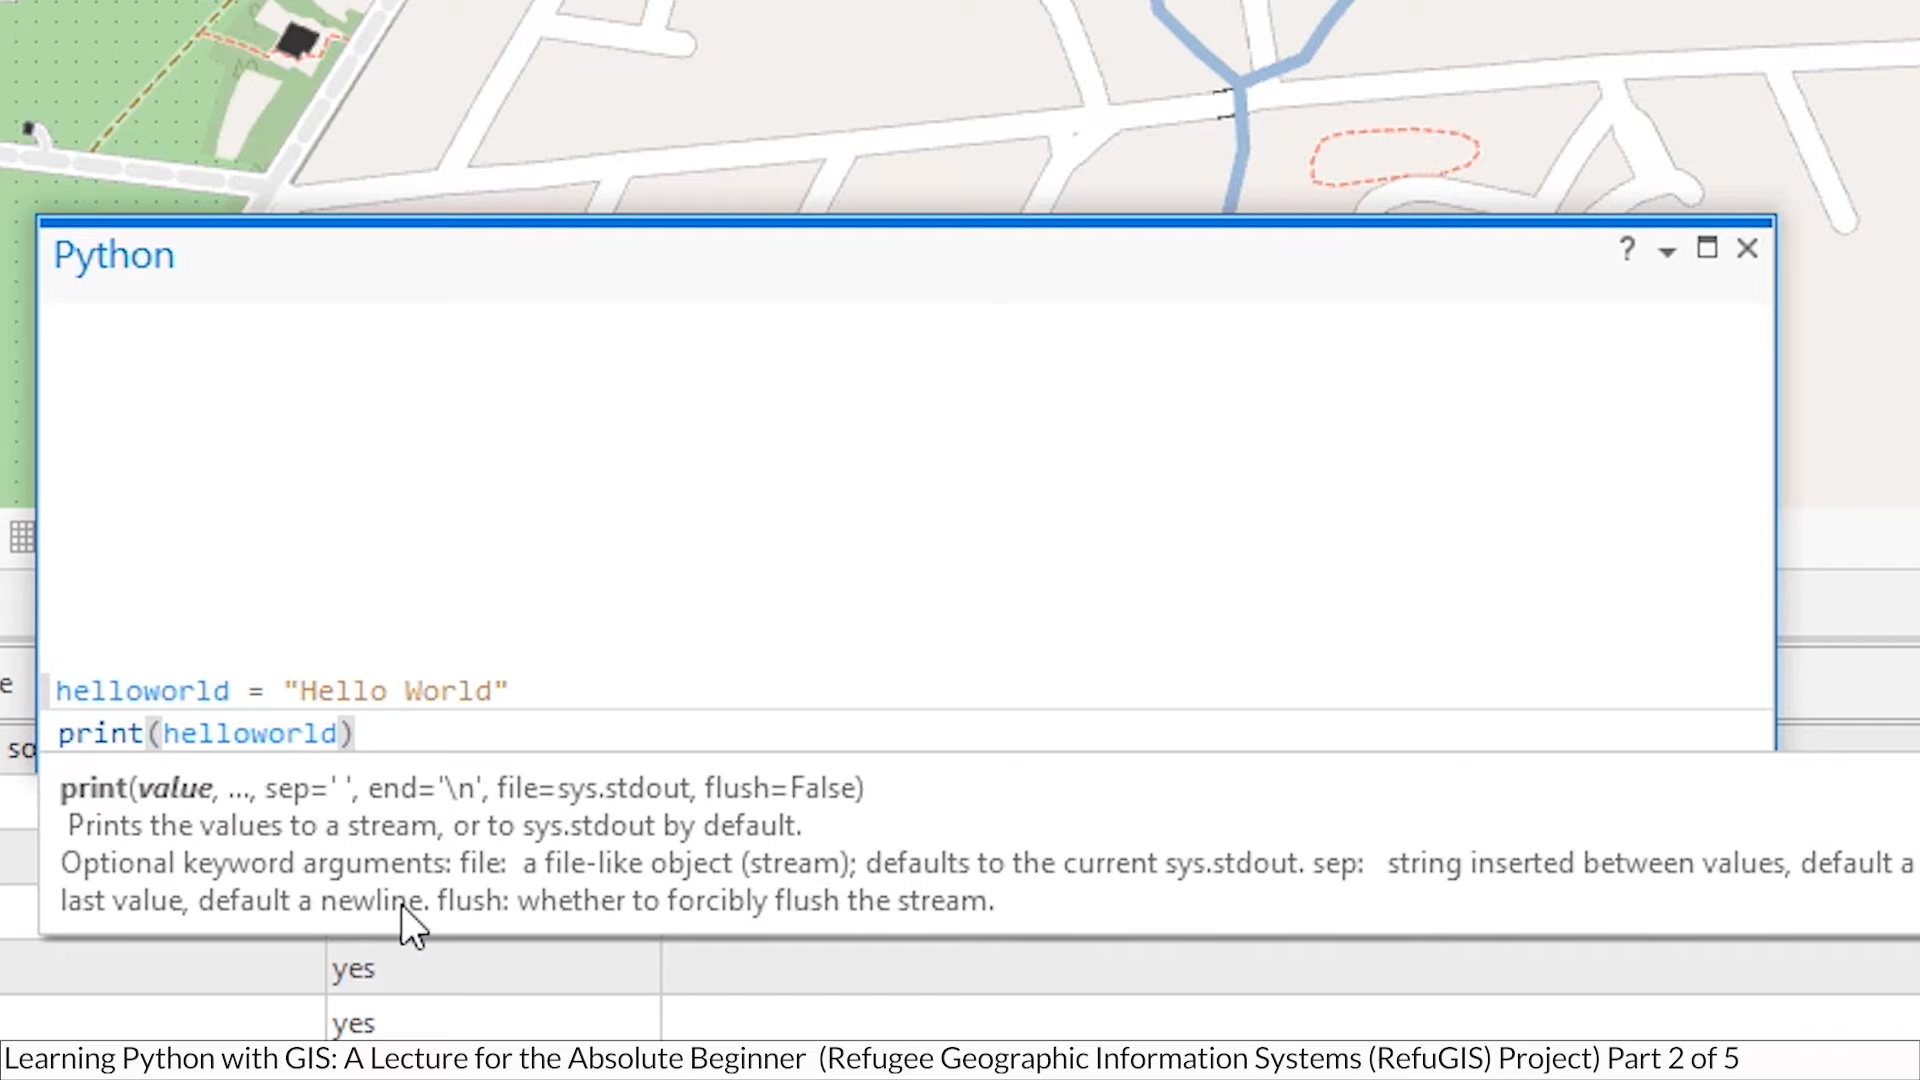 Python
helloworld = "Hello World"
print(helloworld)
e
so
print(value, ..., sep=' ', end='\n', file=sys.stdout, flush=False)
Prints the values to a stream, or to sys.stdout by default.
Optional keyword arguments: file:  a file-like object (stream); defaults to the current sys.stdout. sep:   string inserted between values, default a
last value, default a newline. flush: whether to forcibly flush the stream.
yes
yes
Learning Python with GIS: A Lecture for the Absolute Beginner  (Refugee Geographic Information Systems (RefuGIS) Project) Part 2 of 5